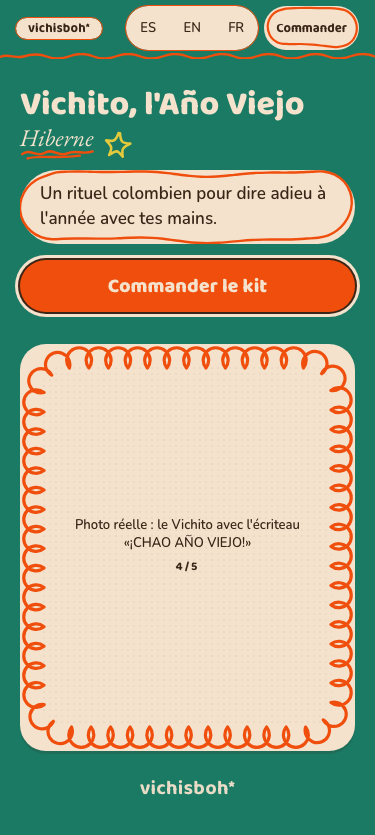 vichisboh*
ES EN FR
Commander
Vichito, l'Año Viejo
Hiberne
Un rituel colombien pour dire adieu à
l'année avec tes mains.
Commander le kit
Photo réelle : le Vichito avec l'écriteau
«¡CHAO AÑO VIEJO!»
4 / 5
vichisboh*